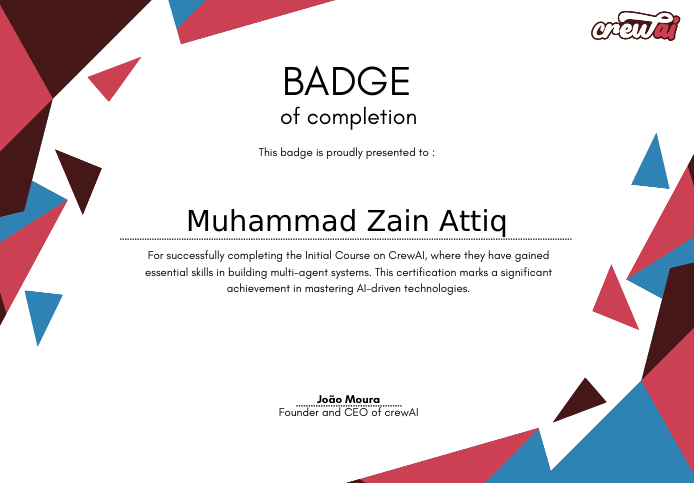 crewai
BADGE
of completion
This badge is proudly presented to :
Muhammad Zain Attiq
For successfully completing the Initial Course on CrewAI, where they have gained
essential skills in building multi-agent systems. This certification marks a significant
achievement in mastering AI-driven technologies.
João Moura
Founder and CEO of crewAI